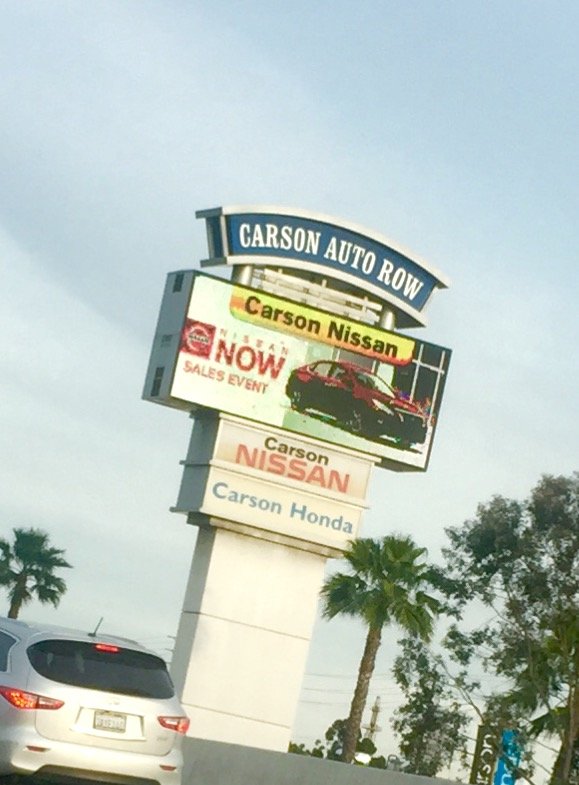 CARSON AUTO ROW
Carson Nissan
NISSAN
NOW
SALES EVENT
Carson
NISSAN
Carson Honda